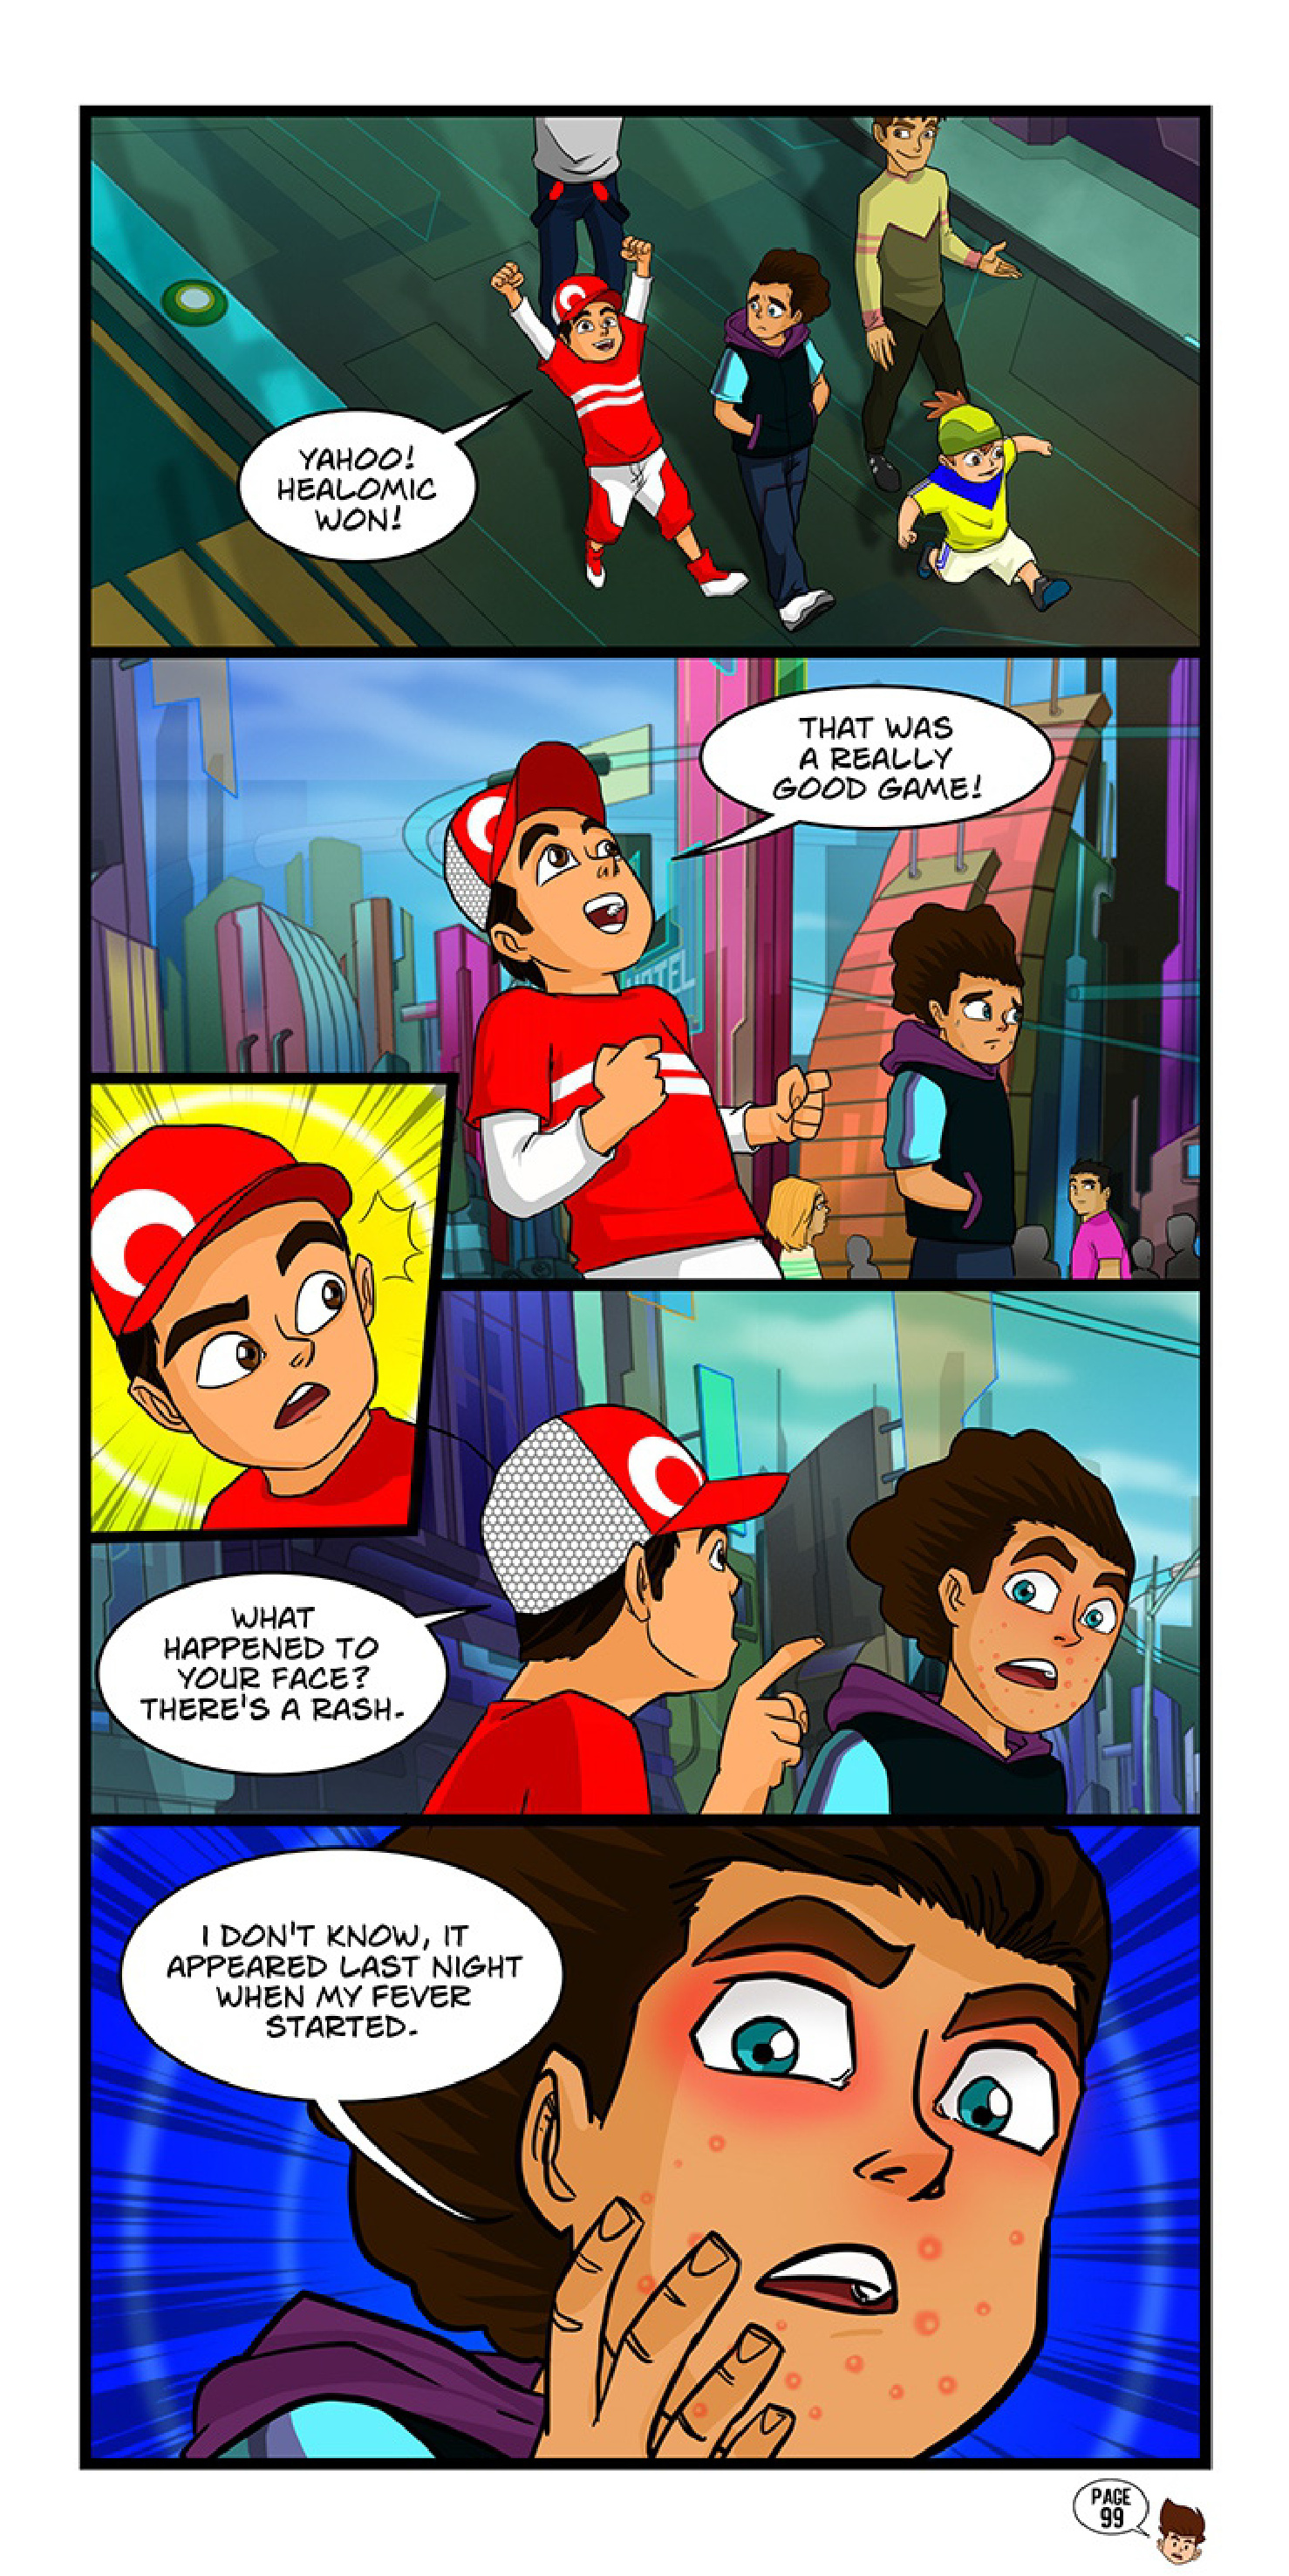 YAHOO!
HEALOMIC
WON!
THAT WAS
A REALLY
GOOD GAME!
HOTEL
WHAT
HAPPENED TO
YOUR FACE?
THERE'S A RASH.
I DON'T KNOW, IT
APPEARED LAST NIGHT
WHEN MY FEVER
STARTED.
PAGE
99